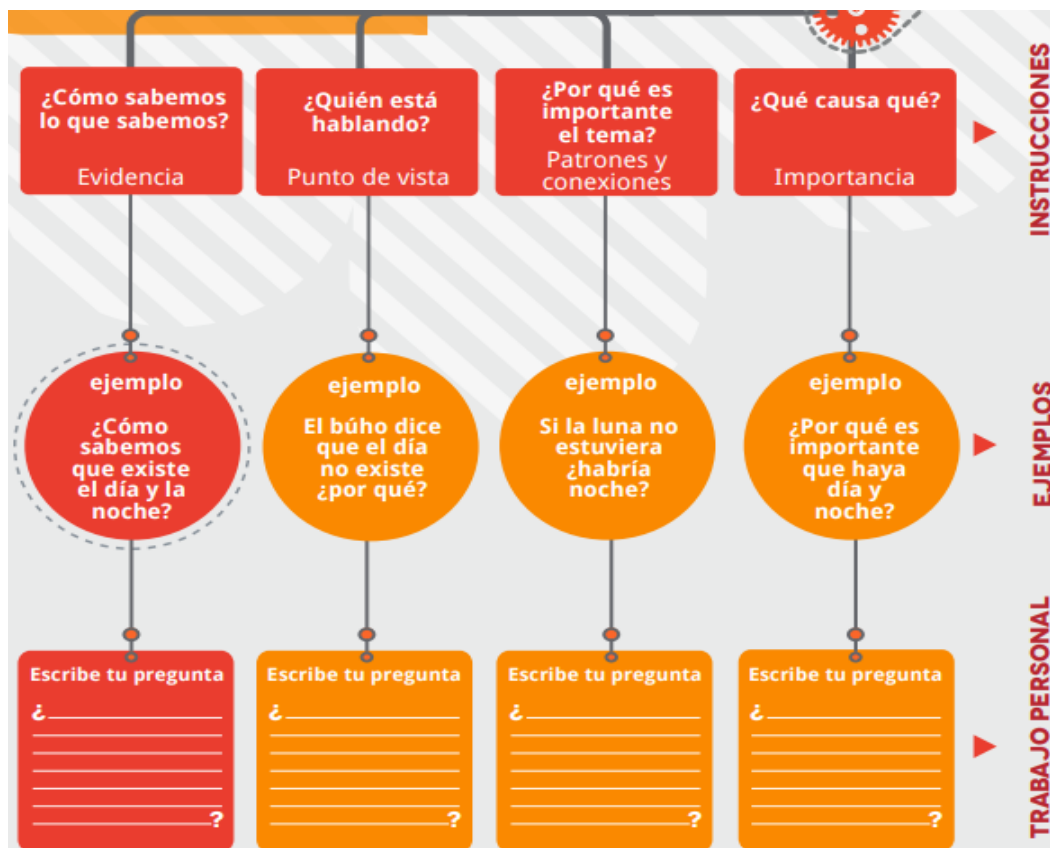 ¿Cómo sabemos
lo que sabemos?
Evidencia
¿Quién está
hablando?
Punto de vista
¿Por qué es
importante
el tema?
Patrones y
conexiones
¿Qué causa qué?
Importancia
INSTRUCCIONES
ejemplo
¿Cómo
sabemos
que existe
el día y la
noche?
ejemplo
El búho dice
que el día
no existe
¿por qué?
ejemplo
Si la luna no
estuviera
¿habría
noche?
ejemplo
¿Por qué es
importante
que haya
día y
noche?
EJEMPLOS
Escribe tu pregunta
¿
?
Escribe tu pregunta
¿
?
Escribe tu pregunta
¿
?
Escribe tu pregunta
¿
?
TRABAJO PERSONAL